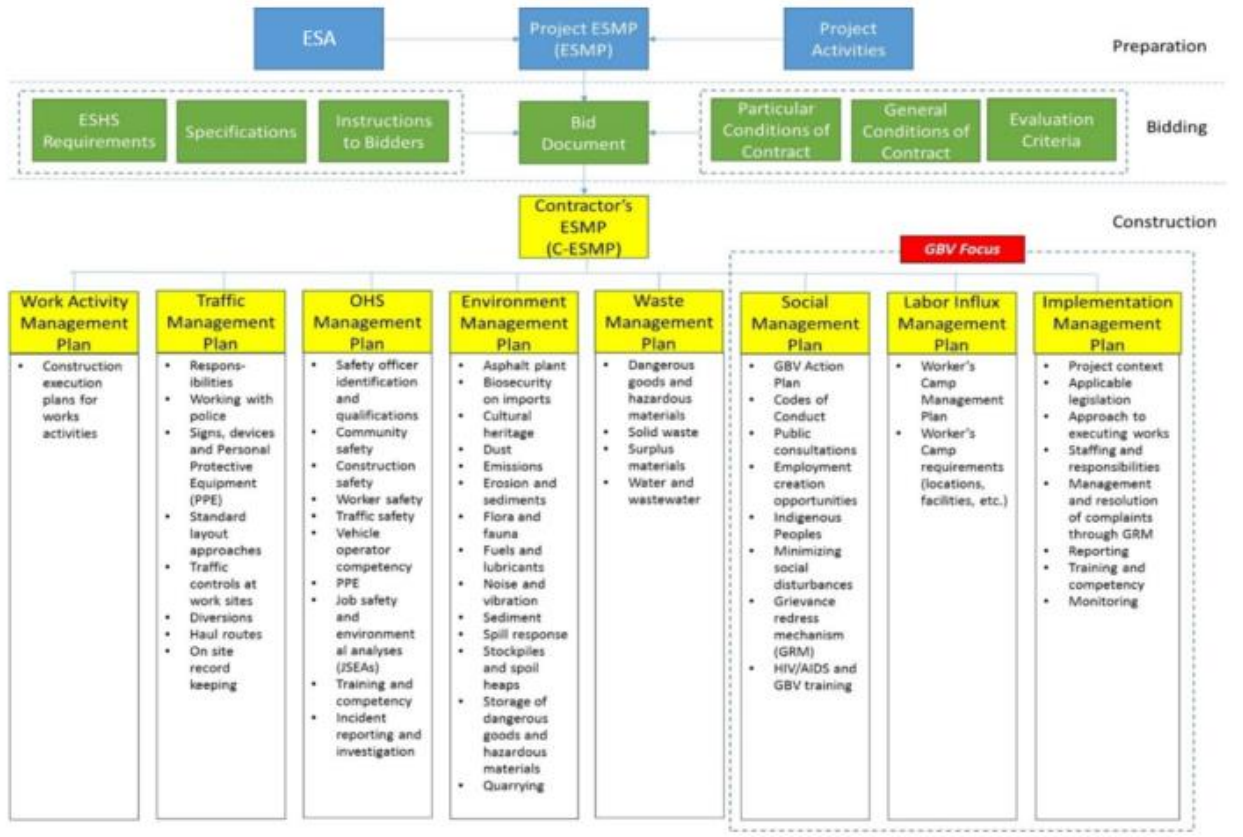 ESA
Project ESMP
(ESMP)
Project
Activities
Preparation
ESHS
Requirements
Specifications
Instructions
to Bidders
Bid
Document
Particular
Conditions of
Contract
General
Conditions of
Contract
Evaluation
Criteria
Bidding
Contractor's
ESMP
(C-ESMP)
Construction
GBV Focus
Work Activity
Management
Plan
• Construction
execution
plans for
works
activities
Traffic
Management
Plan
• Respons-
ibilities
• Working with
police
• Signs, devices
and Personal
Protective
Equipment
(PPE)
• Standard
layout
approaches
• Traffic
controls at
work sites
• Diversions
• Haul routes
• On site
record
keeping
OHS
Management
Plan
• Safety officer
identification
and
qualifications
• Community
safety
• Construction
safety
• Worker safety
• Traffic safety
• Vehicle
operator
competency
• PPE
• Job safety
and
environment
al analyses
(JSEAs)
• Training and
competency
• Incident
reporting and
investigation
Environment
Management
Plan
• Asphalt plant
• Biosecurity
on imports
• Cultural
heritage
• Dust
• Emissions
• Erosion and
sediments
• Flora and
fauna
• Fuels and
lubricants
• Noise and
vibration
• Sediment
• Spill response
• Stockpiles
and spoil
heaps
• Storage of
dangerous
goods and
hazardous
materials
• Quarrying
Waste
Management
Plan
• Dangerous
goods and
hazardous
materials
• Solid waste
• Surplus
materials
• Water and
wastewater
Social
Management
Plan
• GBV Action
Plan
• Codes of
Conduct
• Public
consultations
• Employment
creation
opportunities
• Indigenous
Peoples
• Minimizing
social
disturbances
• Grievance
redress
mechanism
(GRM)
• HIV/AIDS and
GBV training
Labor Influx
Management
Plan
• Worker's
Camp
Management
Plan
• Worker's
Camp
requirements
(locations,
facilities, etc.)
Implementation
Management
Plan
• Project context
• Applicable
legislation
• Approach to
executing works
• Staffing and
responsibilities
• Management
and resolution
of complaints
through GRM
• Reporting
• Training and
competency
• Monitoring